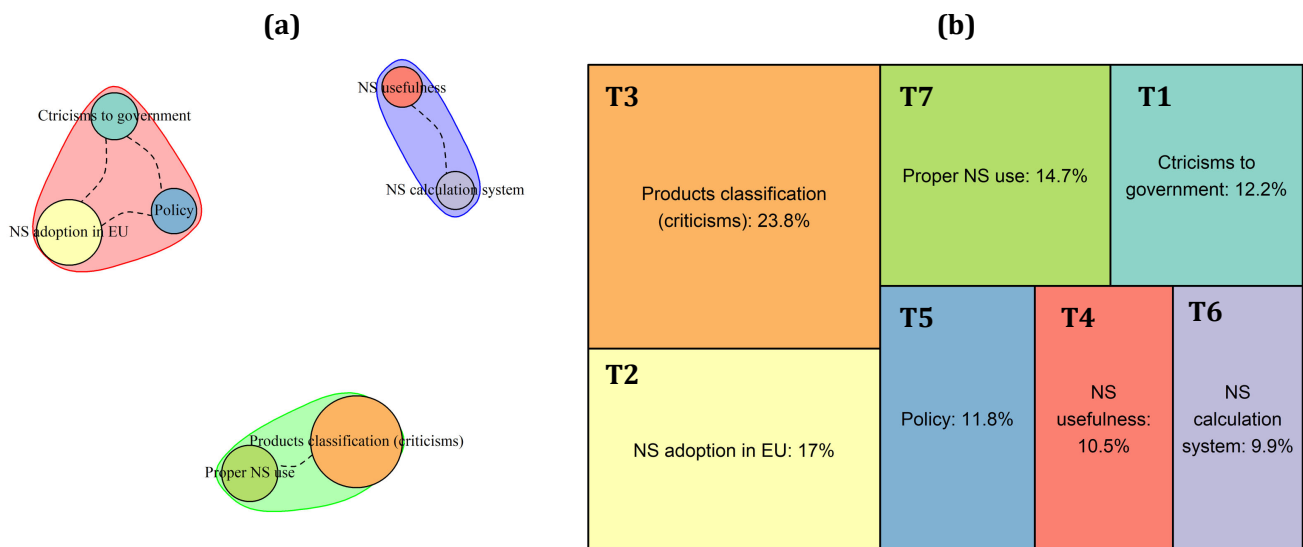 (a)
(b)
Ctricisms to government
Policy
NS adoption in EU
NS usefulness
NS calculation system
Products classification (criticisms)
Proper NS use
T3
Products classification
(criticisms): 23.8%
T7
Proper NS use: 14.7%
T1
Ctricisms to
government: 12.2%
T2
NS adoption in EU: 17%
T5
Policy: 11.8%
T4
NS
usefulness:
10.5%
T6
NS
calculation
system: 9.9%